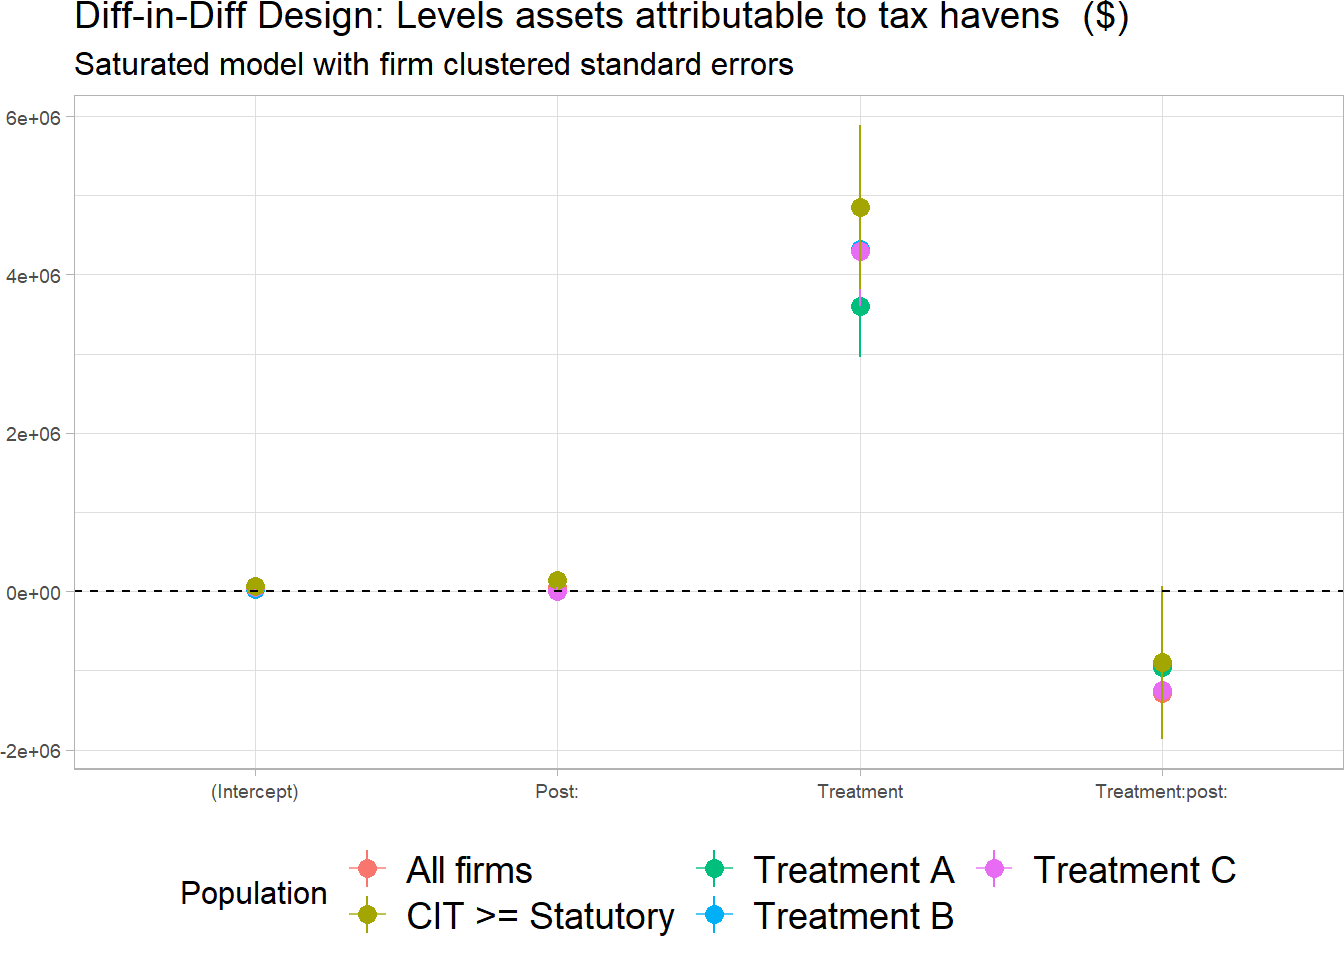 Diff-in-Diff Design: Levels assets attributable to tax havens  ($)
Saturated model with firm clustered standard errors
6e+06
4e+06
2e+06
0e+00
-2e+06
(Intercept) Post: Treatment Treatment:post:
Population
All firms Treatment A Treatment C
CIT >= Statutory Treatment B